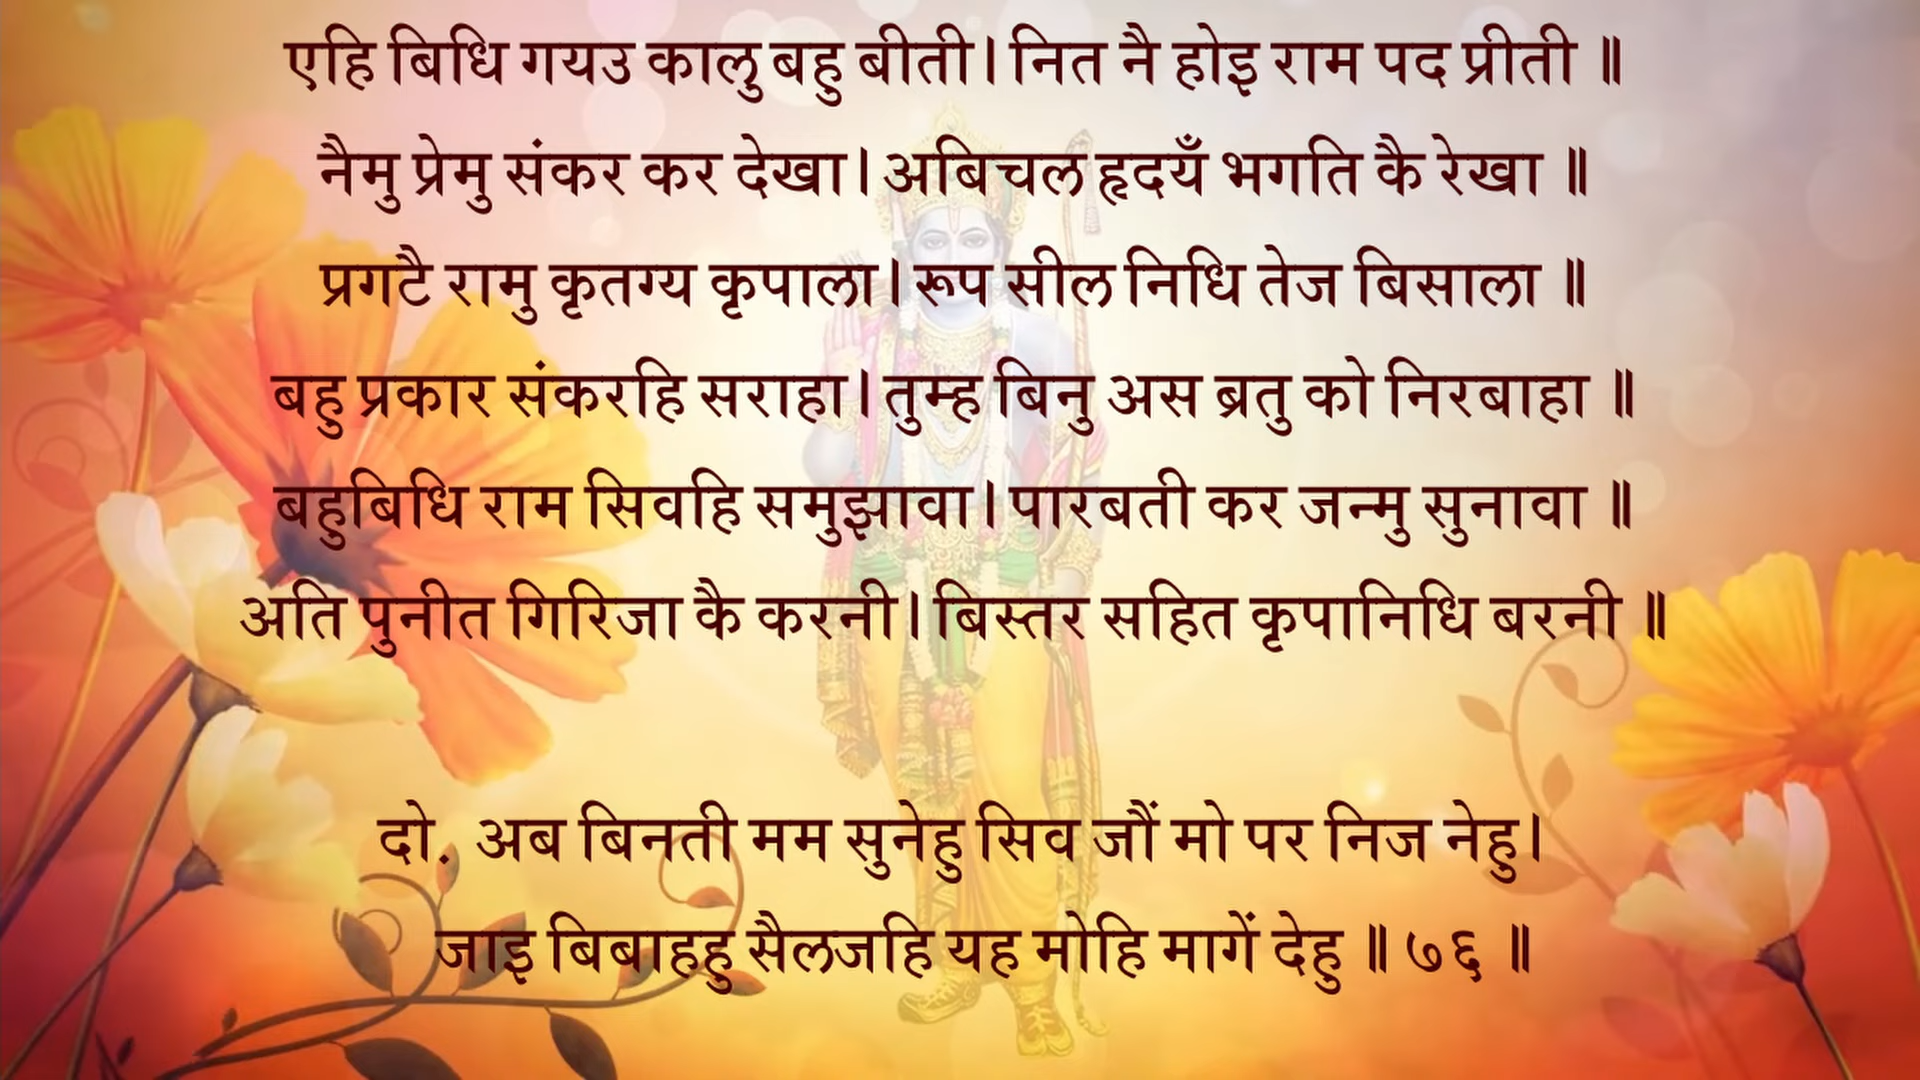 एहि बिधि गयउ कालु बहु बीती। नित नै होइ राम पद प्रीती ॥
नैमु प्रेमु संकर कर देखा। अबिचल हृदयँ भगति कै रेखा ॥
प्रगटै रामु कृतग्य कृपाला। रूप सील निधि तेज बिसाला ॥
बहु प्रकार संकरहि सराहा। तुम्ह बिनु अस ब्रतु को निरबाहा ॥
बहुबिधि राम सिवहि समुझावा। पारबती कर जन्मु सुनावा ॥
अति पुनीत गिरिजा कै करनी। बिस्तर सहित कृपानिधि बरनी ॥
दो. अब बिनती मम सुनेहु सिव जौं मो पर निज नेहु।
जाइ बिबाहहु सैलजहि यह मोहि मागें देहु ॥ ७६ ॥